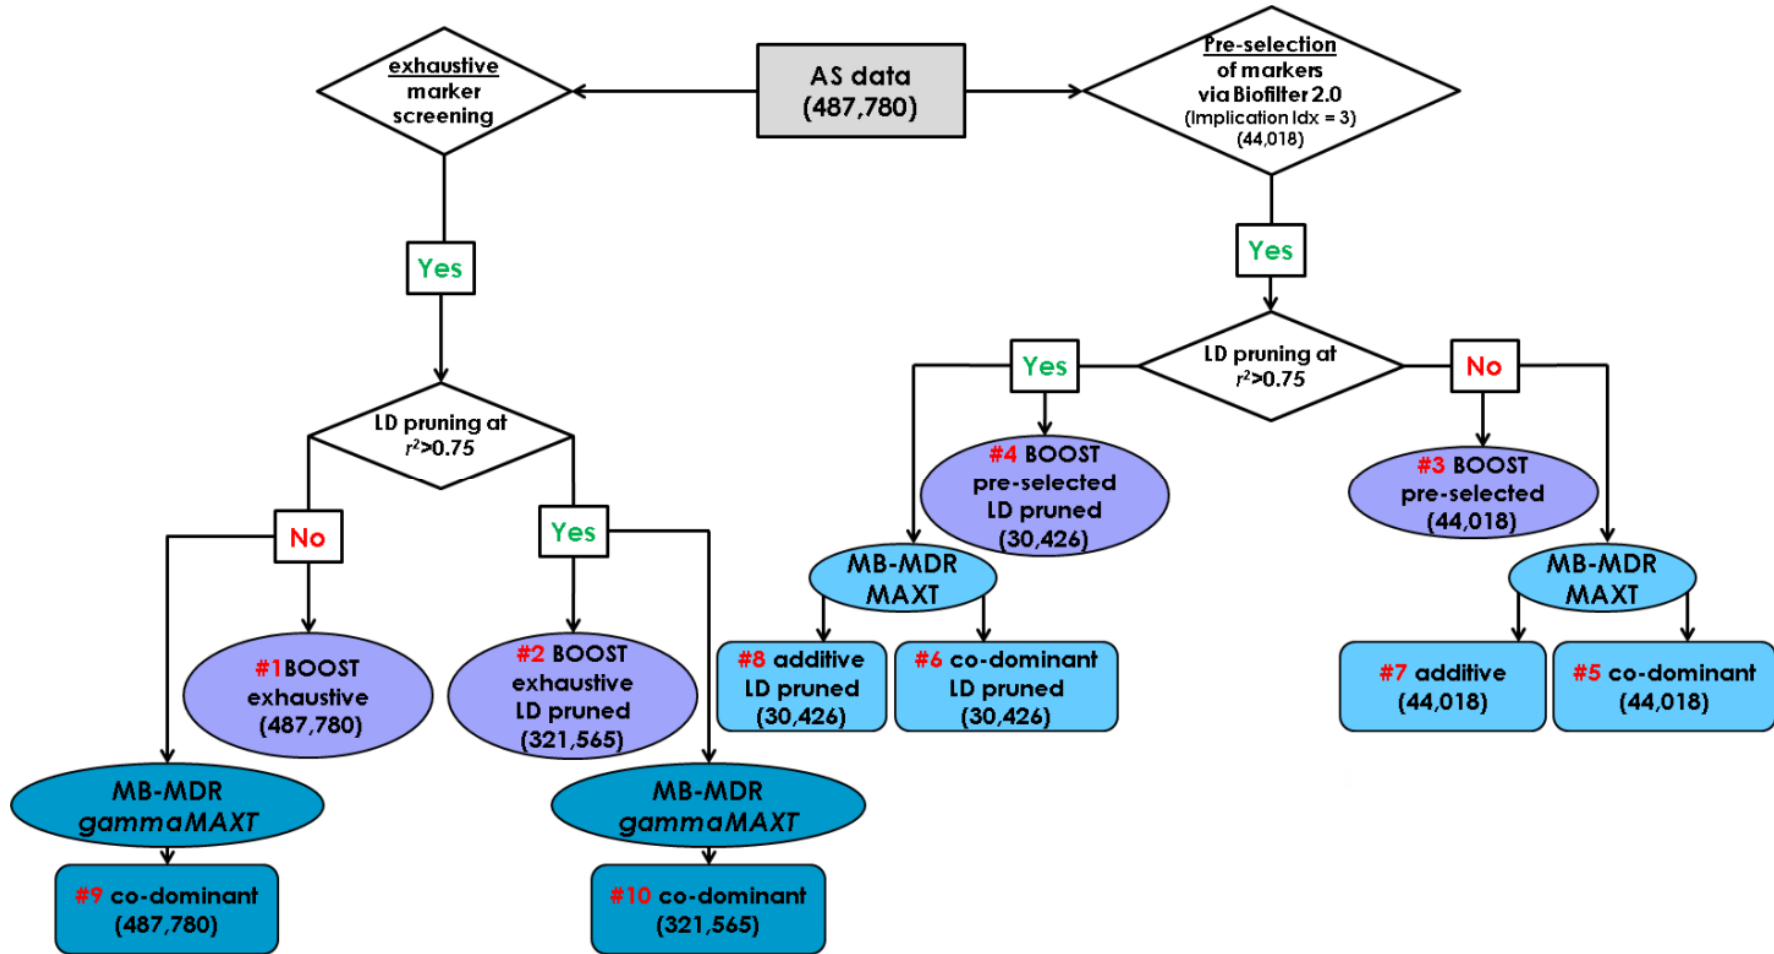 exhaustive
marker
screening
AS data
(487,780)
Pre-selection
of markers
via Biofilter 2.0
(Implication Idx = 3)
(44,018)
Yes
Yes
LD pruning at
r²>0.75
Yes
No
LD pruning at
r²>0.75
No
Yes
#4 BOOST
pre-selected
LD pruned
(30,426)
#3 BOOST
pre-selected
(44,018)
MB-MDR
MAXT
MB-MDR
MAXT
#1BOOST
exhaustive
(487,780)
#2 BOOST
exhaustive
LD pruned
(321,565)
#8 additive
LD pruned
(30,426)
#6 co-dominant
LD pruned
(30,426)
#7 additive
(44,018)
#5 co-dominant
(44,018)
MB-MDR
gammaMAXT
MB-MDR
gammaMAXT
#9 co-dominant
(487,780)
#10 co-dominant
(321,565)